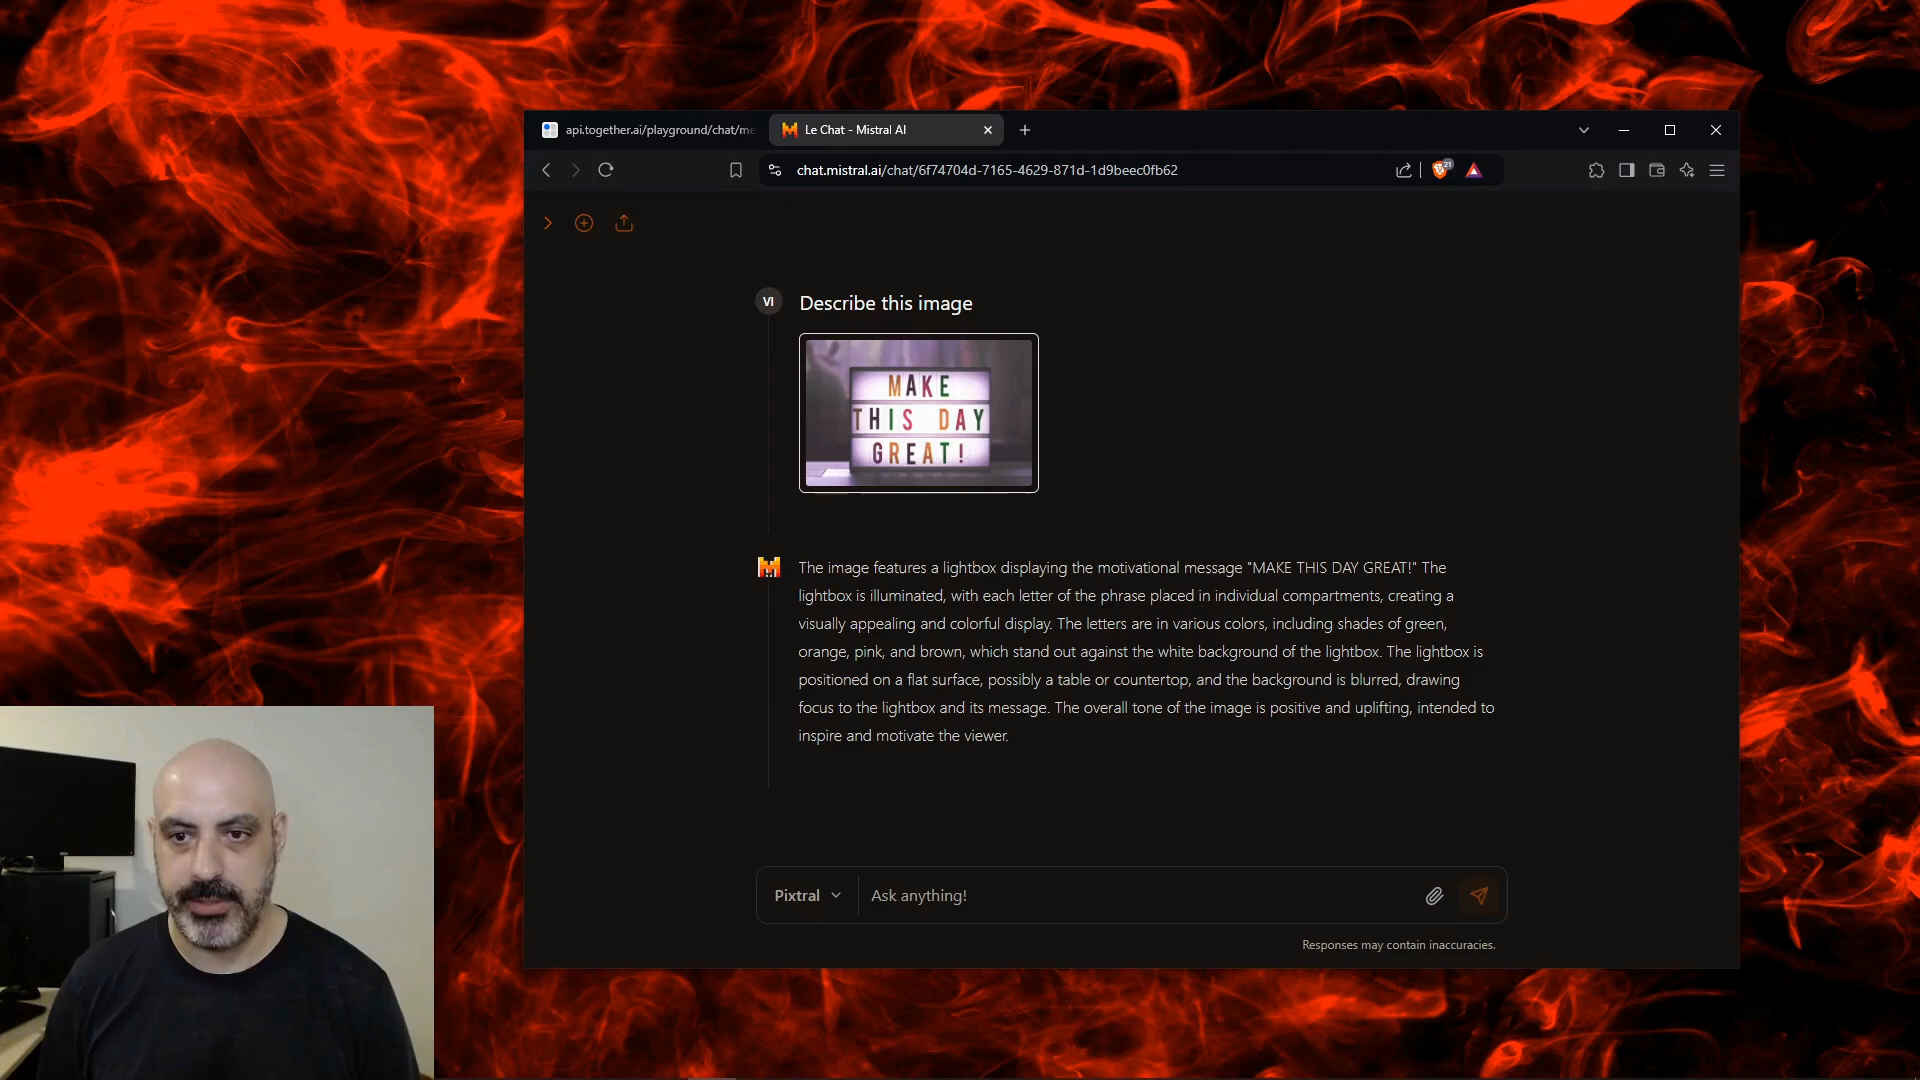 api.together.ai/playground/chat/me
Le Chat - Mistral AI
chat.mistral.ai/chat/6f74704d-7165-4629-871d-1d9beec0fb62
21
VI
Describe this image
MAKE
THIS DAY
GREAT!
The image features a lightbox displaying the motivational message "MAKE THIS DAY GREAT!" The
lightbox is illuminated, with each letter of the phrase placed in individual compartments, creating a
visually appealing and colorful display. The letters are in various colors, including shades of green,
orange, pink, and brown, which stand out against the white background of the lightbox. The lightbox is
positioned on a flat surface, possibly a table or countertop, and the background is blurred, drawing
focus to the lightbox and its message. The overall tone of the image is positive and uplifting, intended to
inspire and motivate the viewer.
Pixtral
Ask anything!
Responses may contain inaccuracies.